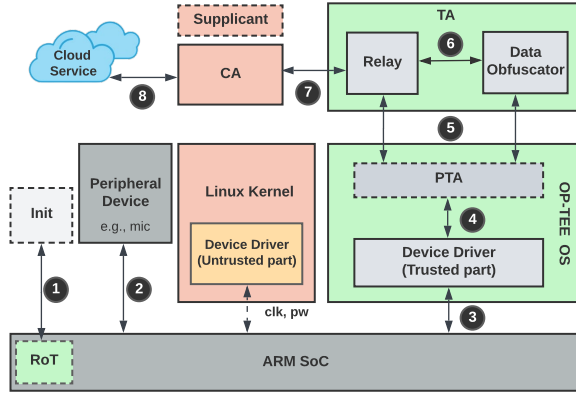 Supplicant
TA
Cloud
Service
CA
Relay
Data
Obfuscator
6
7
8
5
Init
Peripheral
Device
e.g., mic
Linux Kernel
Device Driver
(Untrusted part)
PTA
4
Device Driver
(Trusted part)
OP-TEE OS
1
2
clk, pw
3
RoT
ARM SoC